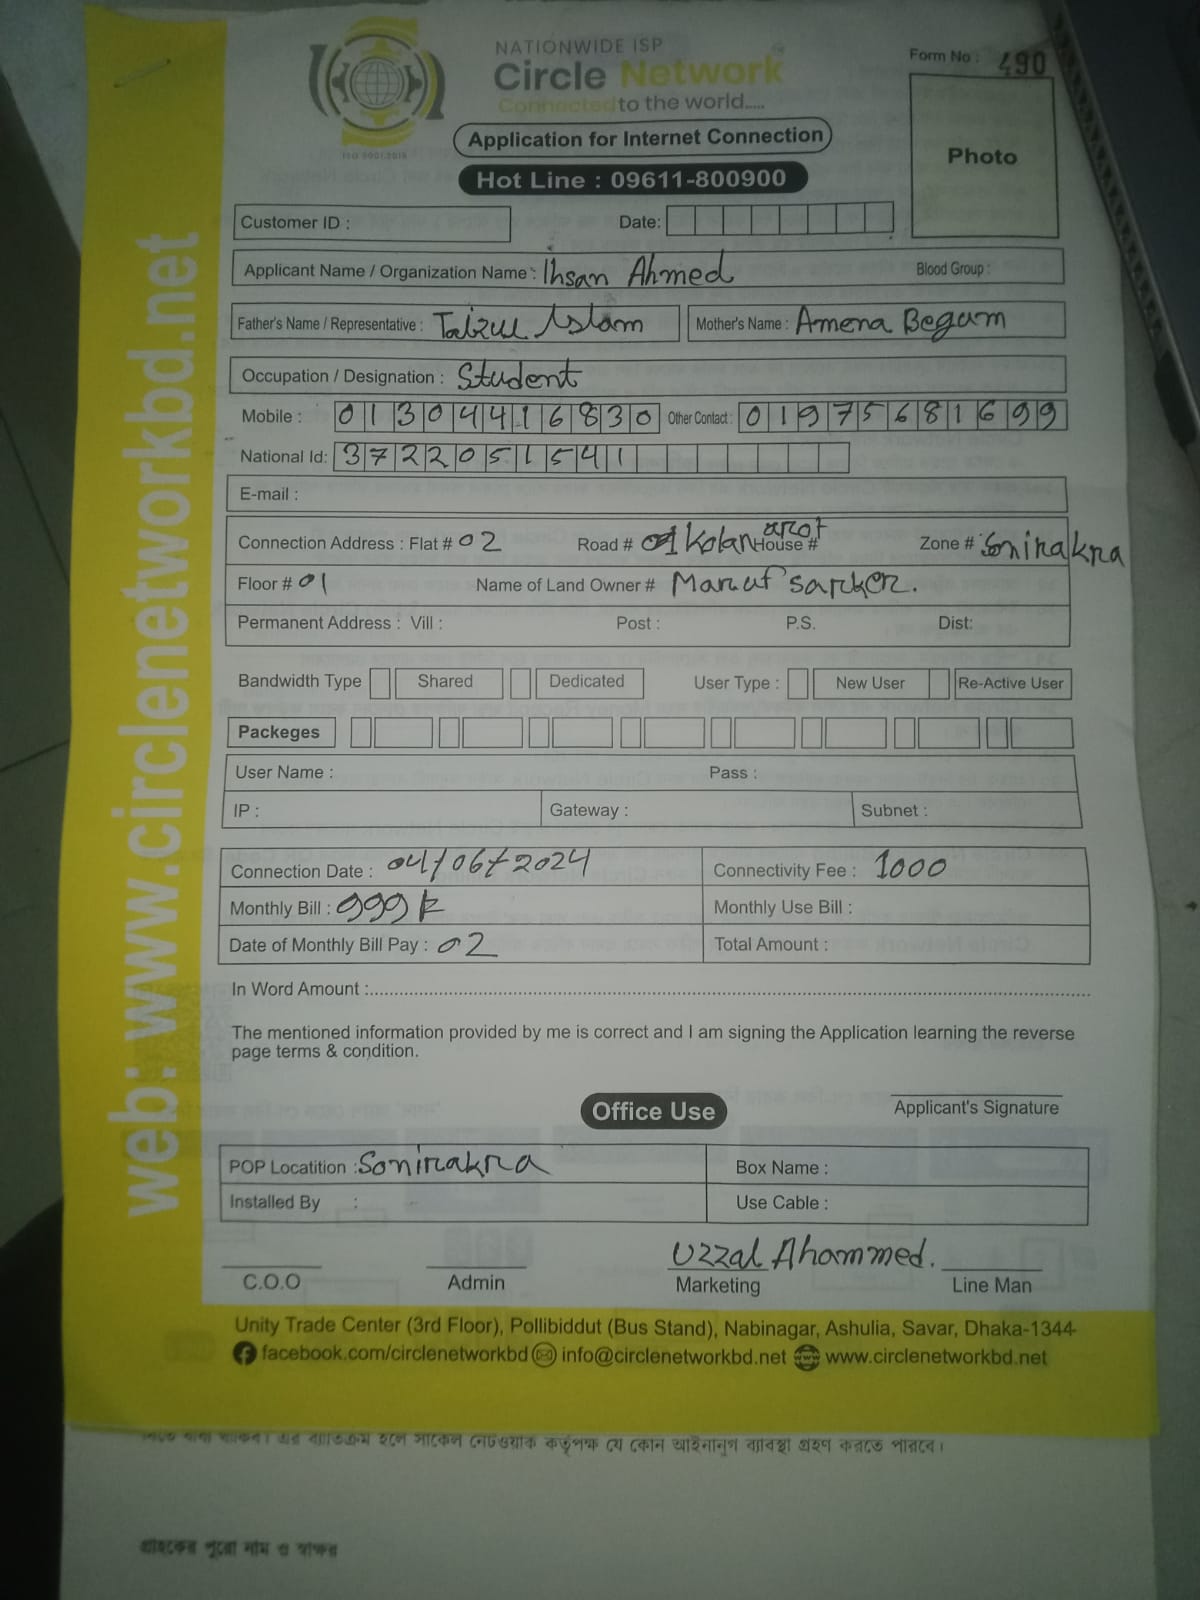 NATIONWIDE ISP
Circle Network
Connected to the world.....
ISO 9001:2015
Form No : 490
Application for Internet Connection
Hot Line : 09611-800900
Photo
Customer ID :
Date:
Applicant Name / Organization Name : Ihsan Ahmed
Blood Group :
Father's Name / Representative : Taizul Islam
Mother's Name : Amena Begum
Occupation / Designation : Student
Mobile : 01304416830
Other Contact : 01975681699
National Id: 3722051541
E-mail :
Connection Address : Flat # 02 Road # Kolan House # arot Zone # Sonirakra
Floor # 01 Name of Land Owner # Maruf sarker.
Permanent Address : Vill : Post : P.S. Dist:
Bandwidth Type Shared Dedicated User Type : New User Re-Active User
Packeges
User Name : Pass :
IP : Gateway : Subnet :
Connection Date : 04/06/2024 Connectivity Fee : 1000
Monthly Bill : 999 Monthly Use Bill :
Date of Monthly Bill Pay : 02 Total Amount :
In Word Amount :
The mentioned information provided by me is correct and I am signing the Application learning the reverse
page terms & condition.
Applicant's Signature
Office Use
POP Locatition : Sonirakra Box Name :
Installed By : Use Cable :
Uzzal Ahammed.
C.O.O Admin Marketing Line Man
Unity Trade Center (3rd Floor), Pollibiddut (Bus Stand), Nabinagar, Ashulia, Savar, Dhaka-1344
facebook.com/circlenetworkbd info@circlenetworkbd.net www.circlenetworkbd.net
web: www.circlenetworkbd.net
এর ব্যাতিক্রম হলে সার্কেল নেটওয়ার্ক কর্তৃপক্ষ যে কোন আইনানুগ ব্যাবস্থা গ্রহণ করতে পারবে।
গ্রাহকের পুরো নাম ও স্বাক্ষর